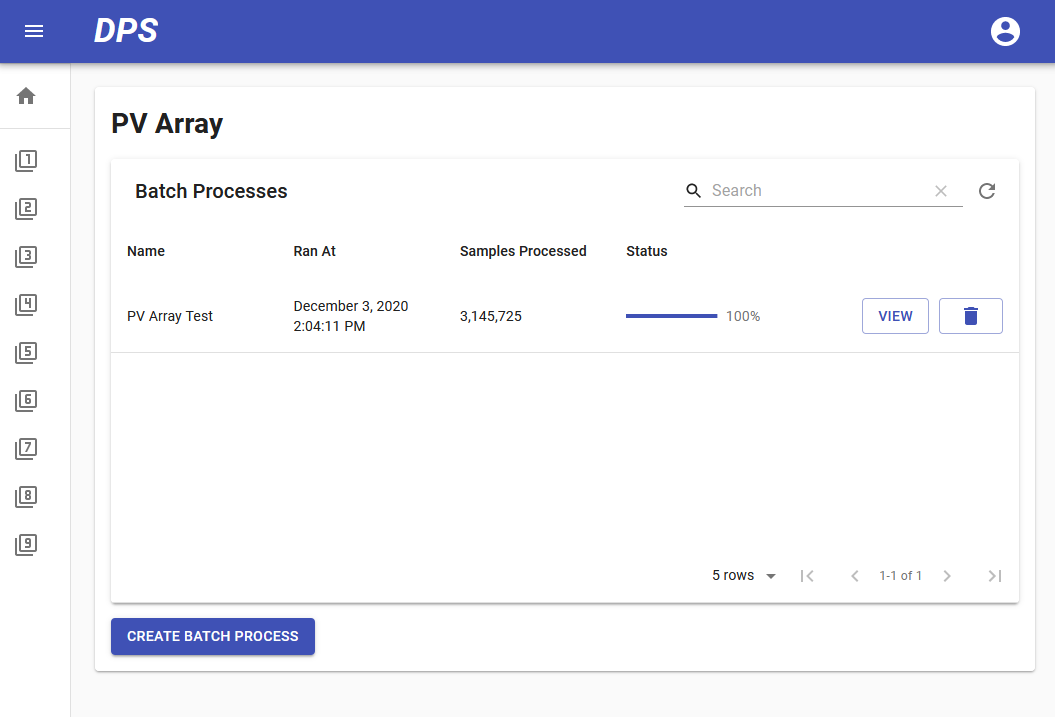 DPS
PV Array
Batch Processes
Search
Name Ran At Samples Processed Status
PV Array Test
December 3, 2020
2:04:11 PM
3,145,725
100%
VIEW
1
2
3
4
5
6
7
8
9
5 rows
1-1 of 1
CREATE BATCH PROCESS